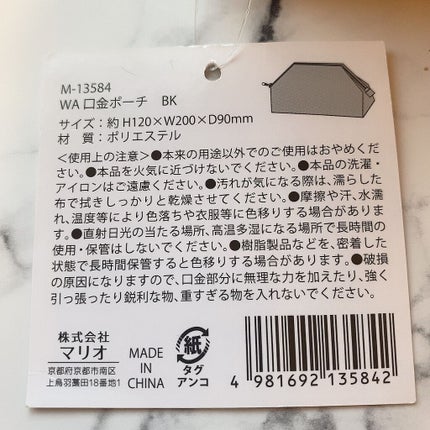 M-13584
WA 口金ポーチ BK
サイズ：約 H120×W200×D90mm
材　質：ポリエステル
＜使用上の注意＞●本来の用途以外でのご使用はおやめくだ
さい。●本品を火気に近づけないでください。●本品の洗濯・
アイロンはご遠慮ください。●汚れが気になる際は、濡らした
布で拭きしっかりと乾燥させてください。●摩擦や汗、水濡
れ、温度等により色落ちや衣服等に色移りする場合がありま
す。●直射日光の当たる場所、高温多湿になる場所で長時間の
使用・保管はしないでください。●樹脂製品などを、密着した
状態で長時間保管すると色移りする場合があります。●破損
の原因になりますので、口金部分に無理な力を加えたり、強く
引っ張ったり鋭利な物、重すぎる物を入れないでください。
株式会社
マリオ
京都府京都市南区
上鳥羽藁田18番地1
MADE
IN
CHINA
紙
タグ
アンコ
4 981692 135842